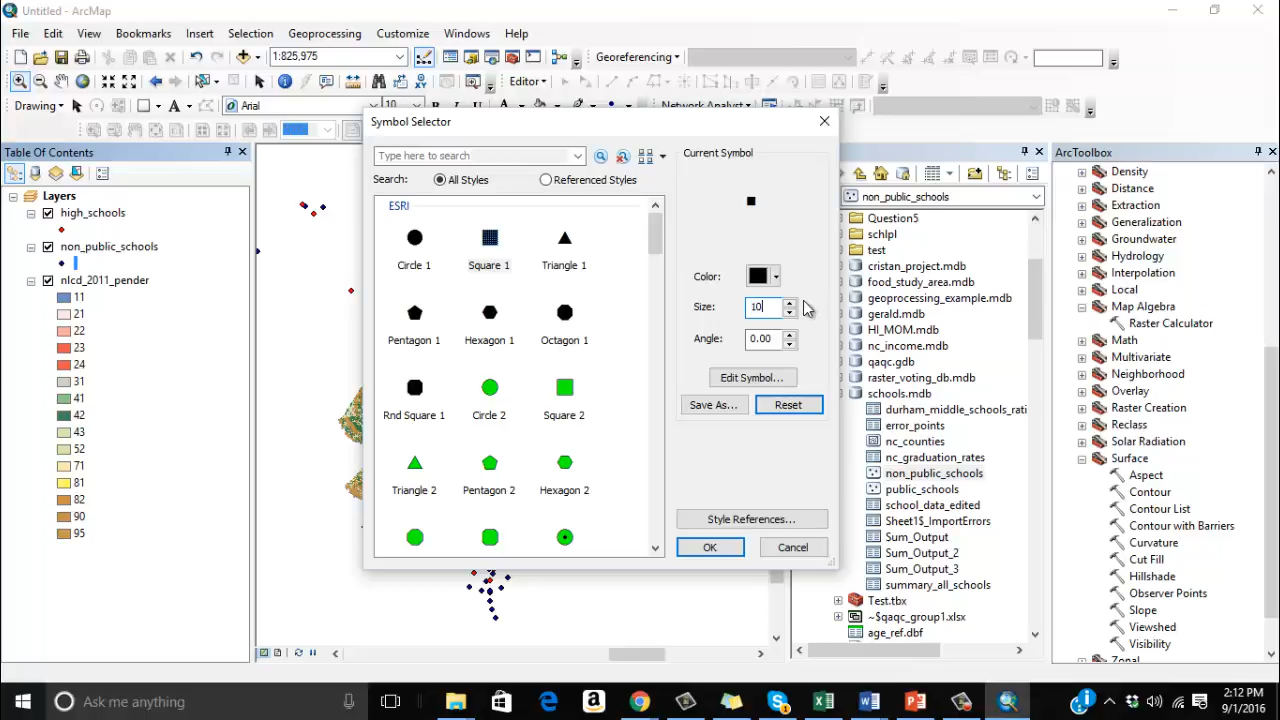 Untitled - ArcMap
File Edit View Bookmarks Insert Selection Geoprocessing Customize Windows Help
1:825,975
Georeferencing
Editor
Drawing Arial 10 B Network Analyst
Table Of Contents
Layers
high_schools
non_public_schools
nlcd_2011_pender
11
21
22
23
24
31
41
42
43
52
71
81
82
90
95
Symbol Selector
Type here to search
Search: All Styles Referenced Styles
ESRI
Circle 1 Square 1 Triangle 1
Pentagon 1 Hexagon 1 Octagon 1
Rnd Square 1 Circle 2 Square 2
Triangle 2 Pentagon 2 Hexagon 2
Current Symbol
Color:
Size: 10
Angle: 0.00
Edit Symbol...
Save As... Reset
Style References...
OK Cancel
non_public_schools
Question5
schlpl
test
cristan_project.mdb
food_study_area.mdb
geoprocessing_example.mdb
gerald.mdb
HI_MOM.mdb
nc_income.mdb
qaqc.gdb
raster_voting_db.mdb
schools.mdb
durham_middle_schools_rati
error_points
nc_counties
nc_graduation_rates
non_public_schools
public_schools
school_data_edited
Sheet1$_ImportErrors
Sum_Output
Sum_Output_2
Sum_Output_3
summary_all_schools
Test.tbx
~$qaqc_group1.xlsx
age_ref.dbf
ArcToolbox
Density
Distance
Extraction
Generalization
Groundwater
Hydrology
Interpolation
Local
Map Algebra
Raster Calculator
Math
Multivariate
Neighborhood
Overlay
Raster Creation
Reclass
Solar Radiation
Surface
Aspect
Contour
Contour List
Contour with Barriers
Curvature
Cut Fill
Hillshade
Observer Points
Slope
Viewshed
Visibility
Zonal
Ask me anything
2:12 PM
9/1/2016